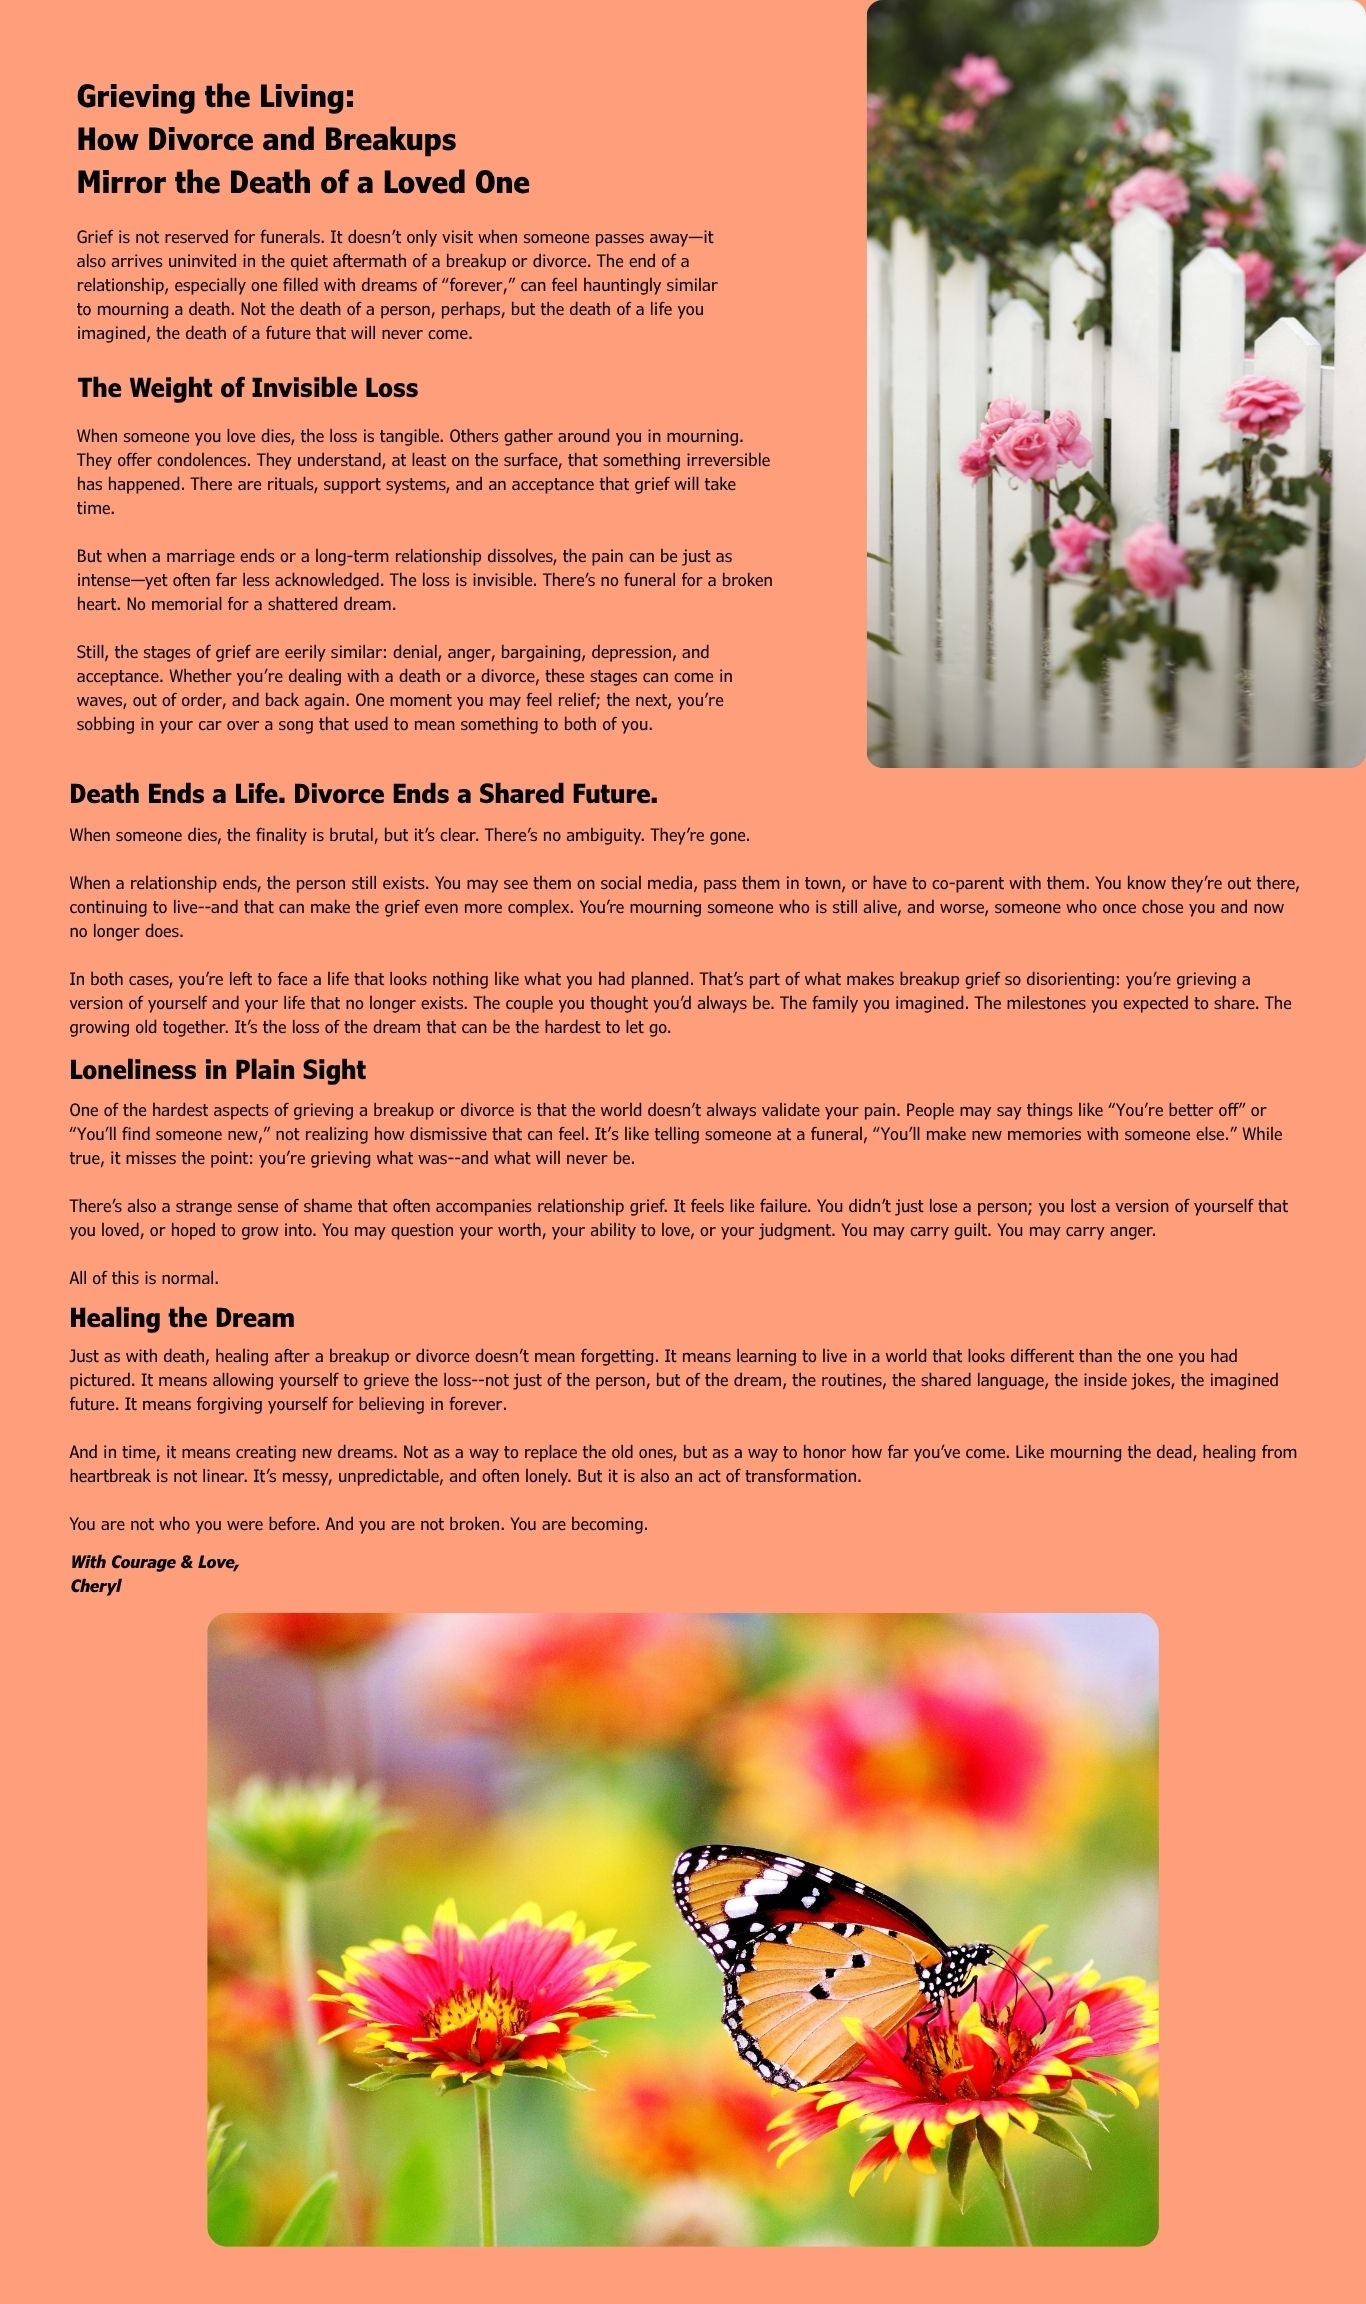 Grieving the Living:
How Divorce and Breakups
Mirror the Death of a Loved One
Grief is not reserved for funerals. It doesn’t only visit when someone passes away—it
also arrives uninvited in the quiet aftermath of a breakup or divorce. The end of a
relationship, especially one filled with dreams of “forever,” can feel hauntingly similar
to mourning a death. Not the death of a person, perhaps, but the death of a life you
imagined, the death of a future that will never come.
The Weight of Invisible Loss
When someone you love dies, the loss is tangible. Others gather around you in mourning.
They offer condolences. They understand, at least on the surface, that something irreversible
has happened. There are rituals, support systems, and an acceptance that grief will take
time.
But when a marriage ends or a long-term relationship dissolves, the pain can be just as
intense—yet often far less acknowledged. The loss is invisible. There’s no funeral for a broken
heart. No memorial for a shattered dream.
Still, the stages of grief are eerily similar: denial, anger, bargaining, depression, and
acceptance. Whether you’re dealing with a death or a divorce, these stages can come in
waves, out of order, and back again. One moment you may feel relief; the next, you’re
sobbing in your car over a song that used to mean something to both of you.
Death Ends a Life. Divorce Ends a Shared Future.
When someone dies, the finality is brutal, but it’s clear. There’s no ambiguity. They’re gone.
When a relationship ends, the person still exists. You may see them on social media, pass them in town, or have to co-parent with them. You know they’re out there,
continuing to live--and that can make the grief even more complex. You’re mourning someone who is still alive, and worse, someone who once chose you and now
no longer does.
In both cases, you’re left to face a life that looks nothing like what you had planned. That’s part of what makes breakup grief so disorienting: you’re grieving a
version of yourself and your life that no longer exists. The couple you thought you’d always be. The family you imagined. The milestones you expected to share. The
growing old together. It’s the loss of the dream that can be the hardest to let go.
Loneliness in Plain Sight
One of the hardest aspects of grieving a breakup or divorce is that the world doesn’t always validate your pain. People may say things like “You’re better off” or
“You’ll find someone new,” not realizing how dismissive that can feel. It’s like telling someone at a funeral, “You’ll make new memories with someone else.” While
true, it misses the point: you’re grieving what was--and what will never be.
There’s also a strange sense of shame that often accompanies relationship grief. It feels like failure. You didn’t just lose a person; you lost a version of yourself that
you loved, or hoped to grow into. You may question your worth, your ability to love, or your judgment. You may carry guilt. You may carry anger.
All of this is normal.
Healing the Dream
Just as with death, healing after a breakup or divorce doesn’t mean forgetting. It means learning to live in a world that looks different than the one you had
pictured. It means allowing yourself to grieve the loss--not just of the person, but of the dream, the routines, the shared language, the inside jokes, the imagined
future. It means forgiving yourself for believing in forever.
And in time, it means creating new dreams. Not as a way to replace the old ones, but as a way to honor how far you’ve come. Like mourning the dead, healing from
heartbreak is not linear. It’s messy, unpredictable, and often lonely. But it is also an act of transformation.
You are not who you were before. And you are not broken. You are becoming.
With Courage & Love,
Cheryl